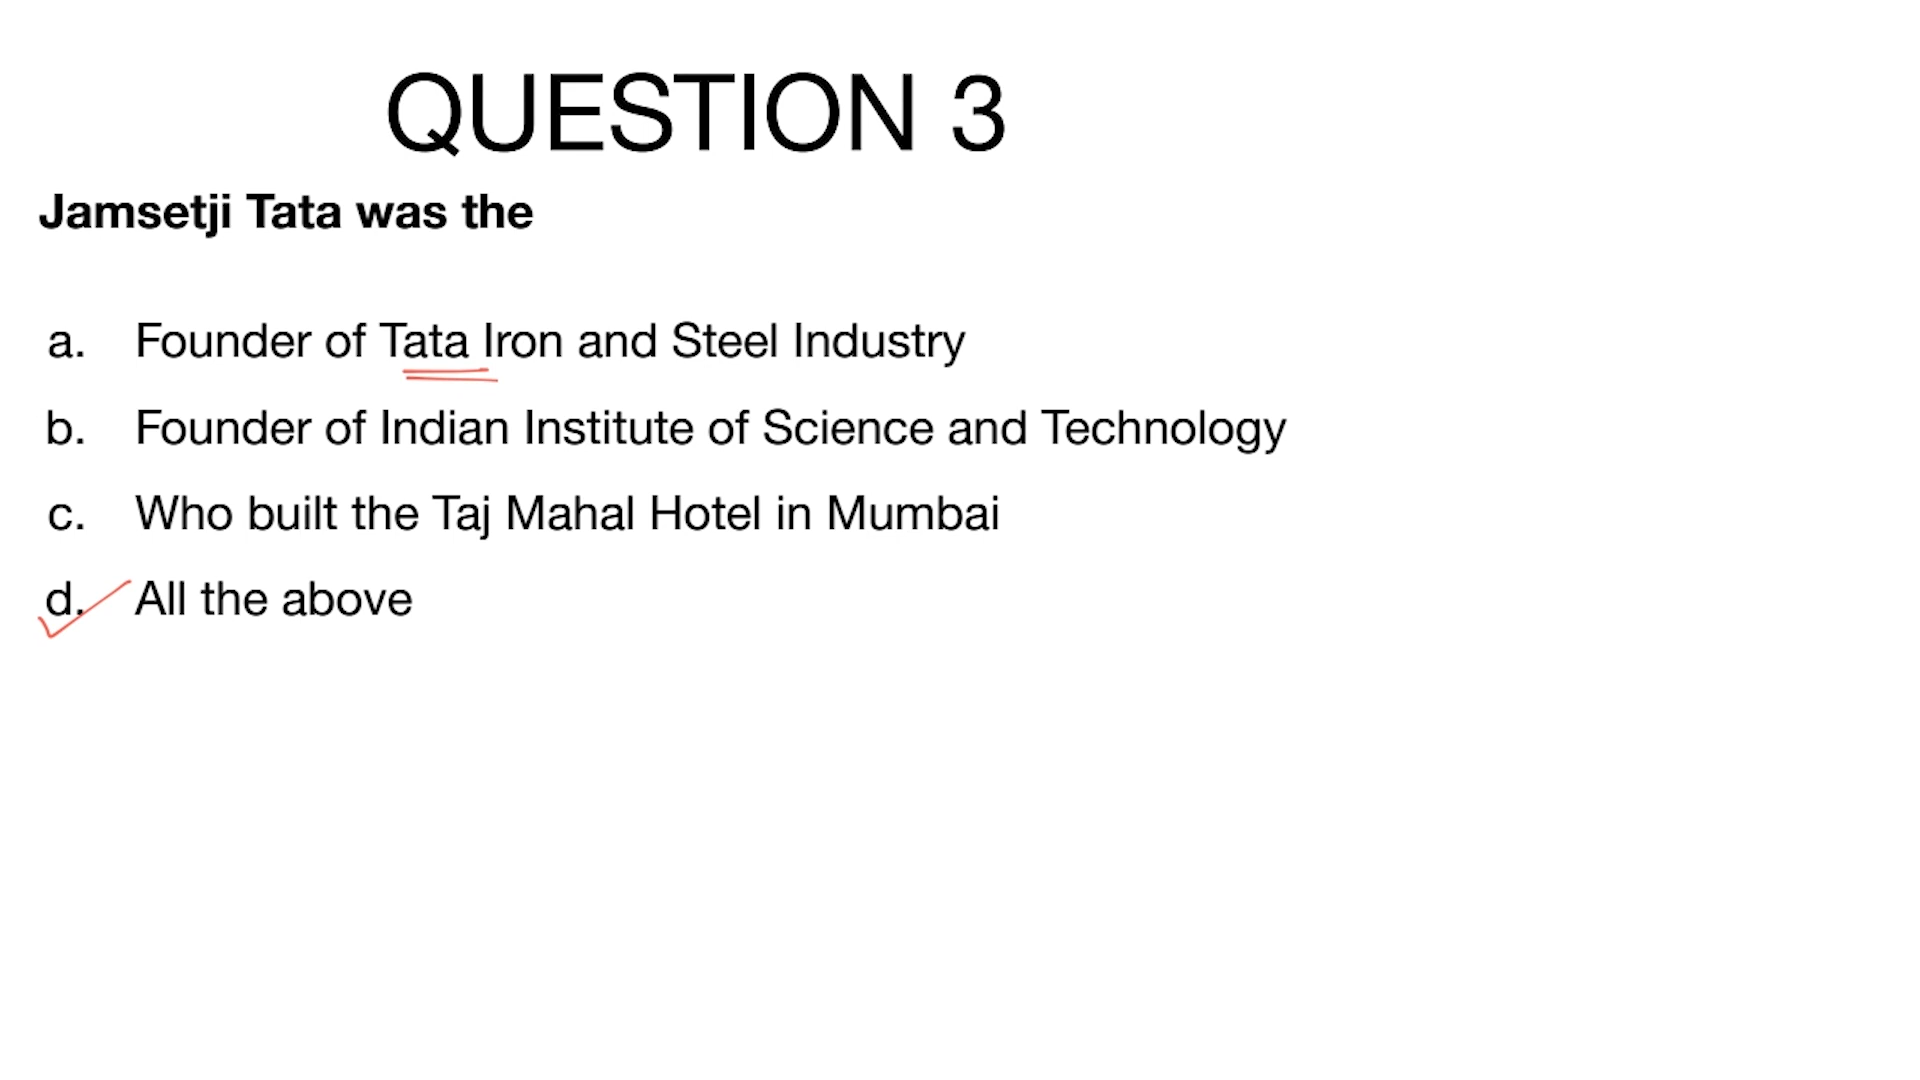 QUESTION 3
Jamsetji Tata was the
a. Founder of Tata Iron and Steel Industry
b. Founder of Indian Institute of Science and Technology
c. Who built the Taj Mahal Hotel in Mumbai
d. All the above